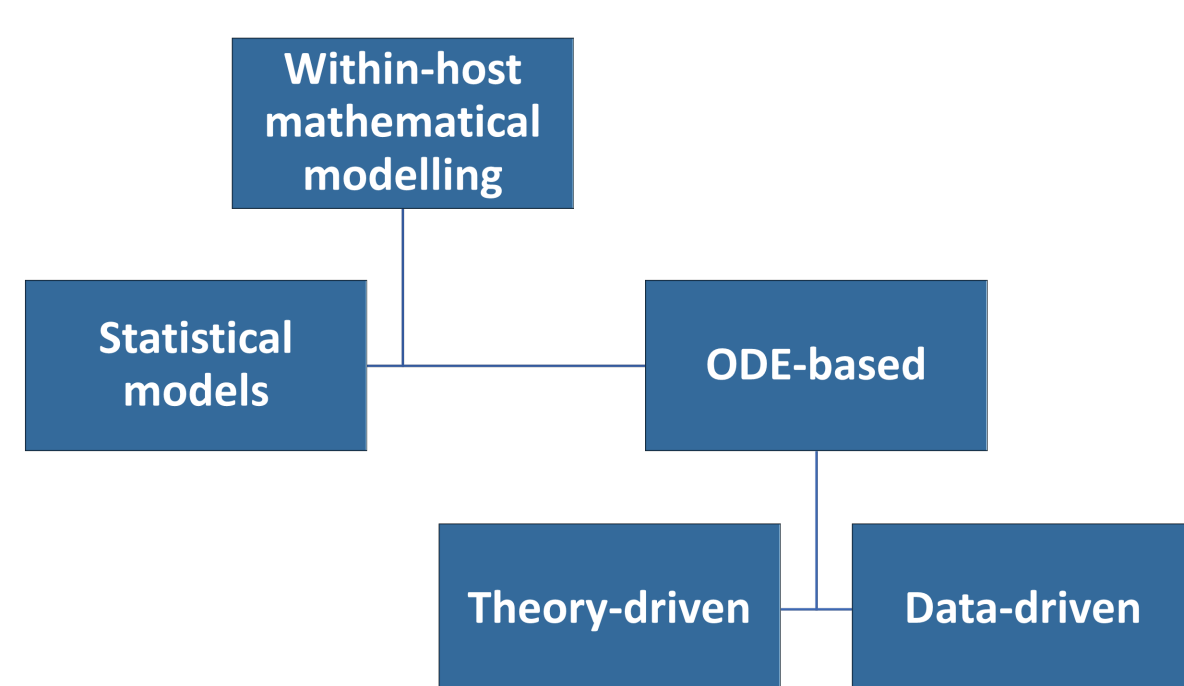 Within-host
mathematical
modelling
Statistical
models
ODE-based
Theory-driven
Data-driven